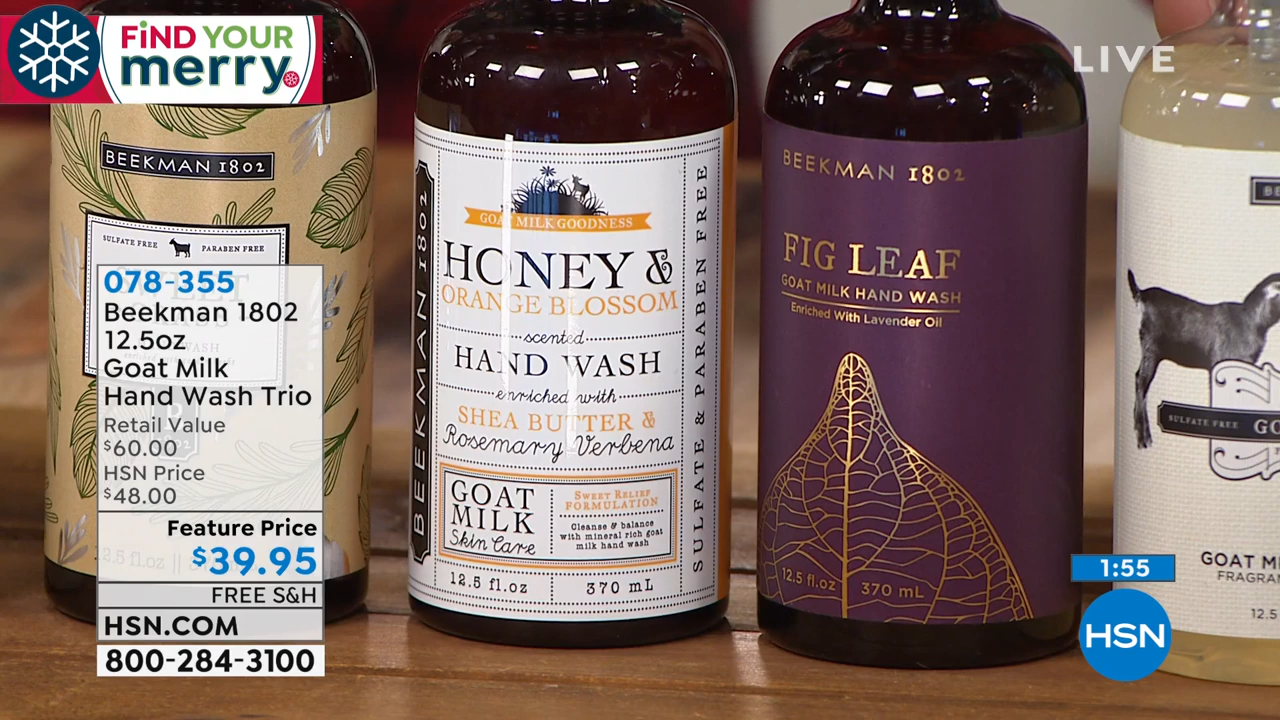 FiND YOUR
merry
LIVE
BEEKMAN 1802
SULFATE FREE
PARABEN FREE
078-355
Beekman 1802
12.5oz
Goat Milk
Hand Wash Trio
Retail Value
$60.00
HSN Price
$48.00
Feature Price
$39.95
FREE S&H
HSN.COM
800-284-3100
BEEKMAN 1802
GOAT MILK GOODNESS
HONEY &
ORANGE BLOSSOM
scented
HAND WASH
enriched with
SHEA BUTTER &
Rosemary Verbena
GOAT
MILK
Skin Care
SWEET RELIEF
FORMULATION
Cleanse & balance
with mineral rich goat
milk hand wash
12.5 fl.oz
370 mL
SULFATE & PARABEN FREE
BEEKMAN 1802
FIG LEAF
GOAT MILK HAND WASH
Enriched With Lavender Oil
12.5 fl.oz
370 mL
SULFATE FREE
GO
GOAT MI
FRAGRAN
12.5
1:55
HSN